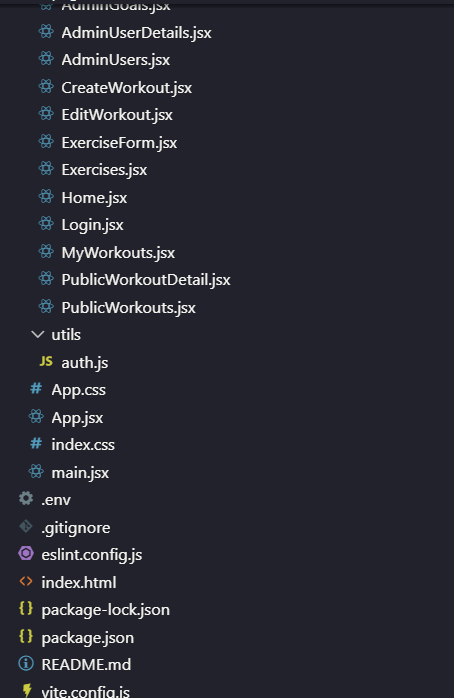 AdminGoals.jsx
AdminUserDetails.jsx
AdminUsers.jsx
CreateWorkout.jsx
EditWorkout.jsx
ExerciseForm.jsx
Exercises.jsx
Home.jsx
Login.jsx
MyWorkouts.jsx
PublicWorkoutDetail.jsx
PublicWorkouts.jsx
utils
JS auth.js
# App.css
App.jsx
# index.css
main.jsx
.env
.gitignore
eslint.config.js
<> index.html
{} package-lock.json
{} package.json
README.md
vite.config.js